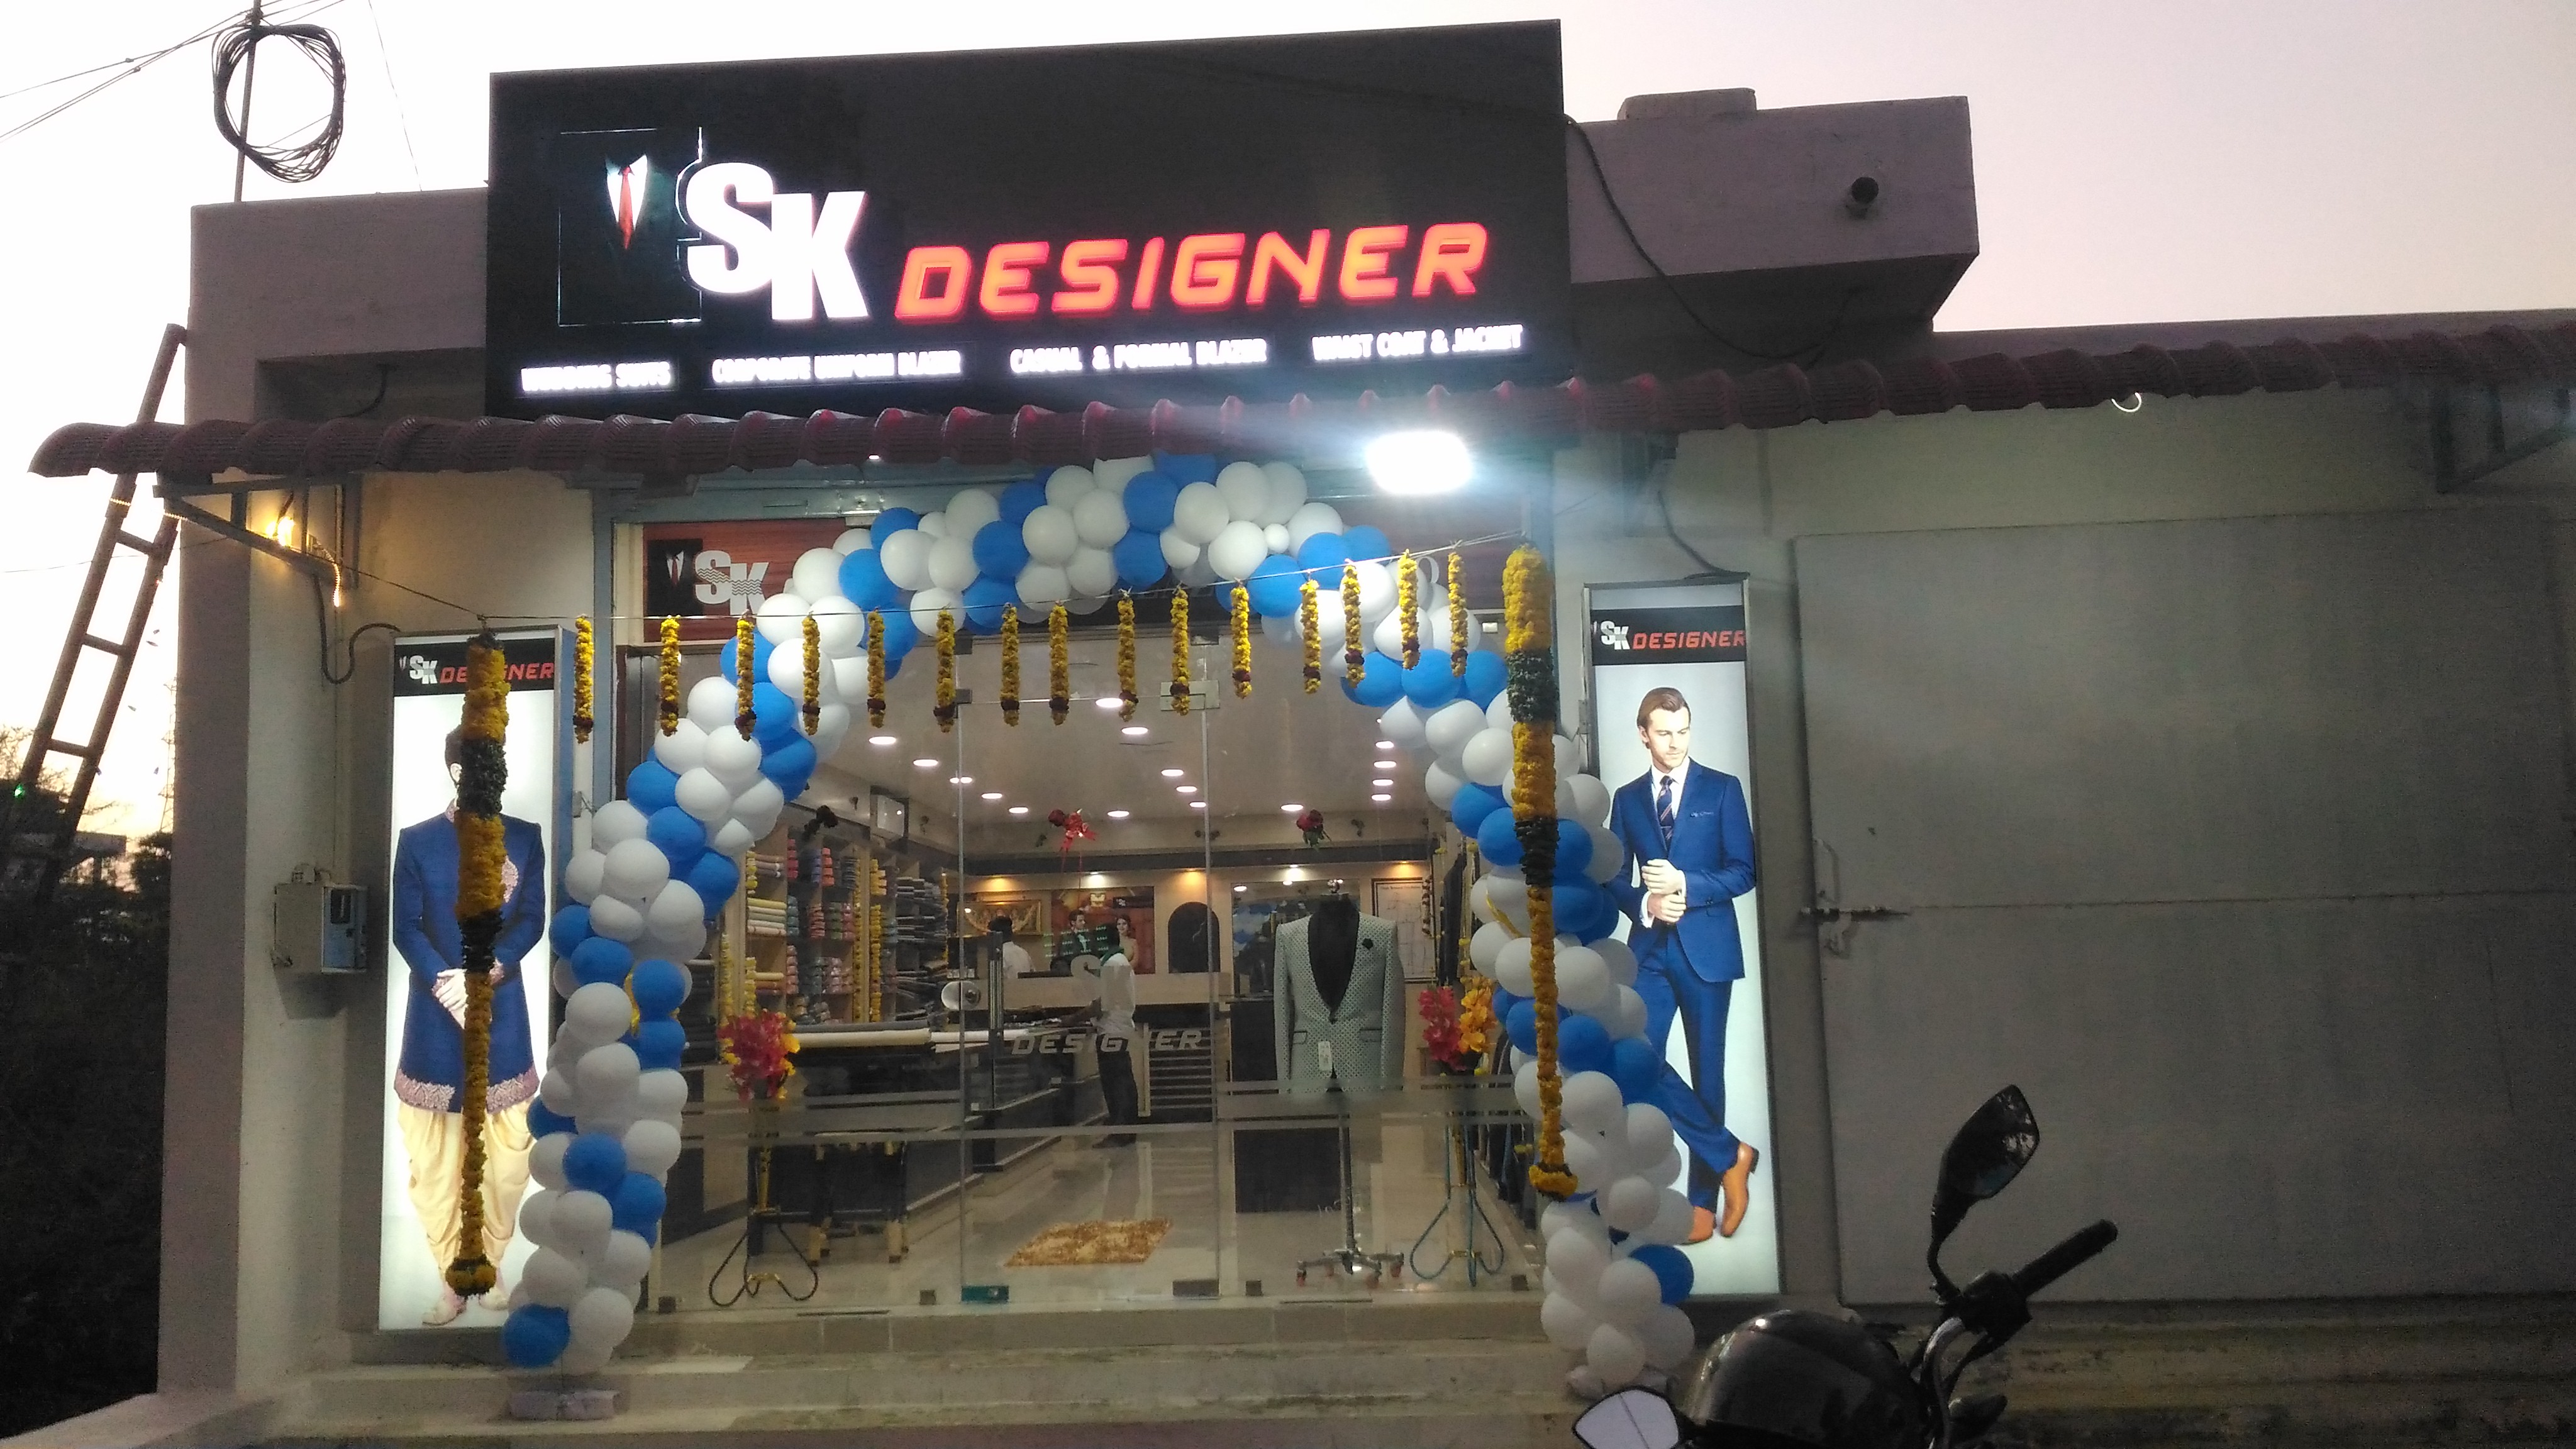 SK DESIGNER
WEDDING SUITS CORPORATE UNIFORM BLAZER CASUAL & FORMAL BLAZER WAIST COAT & JACKET
SK
SK DESIGNER
SK DESIGNER
DESIGNER